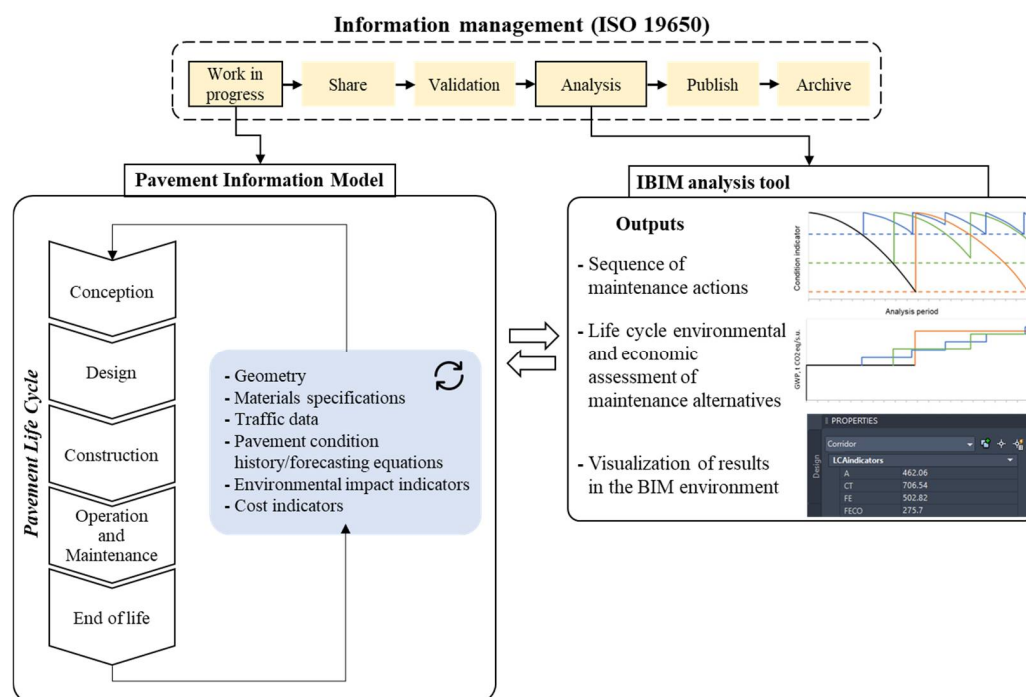 Information management (ISO 19650)
Work in
progress
Share
Validation
Analysis
Publish
Archive
Pavement Information Model
Pavement Life Cycle
Conception
Design
Construction
Operation
and
Maintenance
End of life
- Geometry
- Materials specifications
- Traffic data
- Pavement condition
history/forecasting equations
- Environmental impact indicators
- Cost indicators
IBIM analysis tool
Outputs
- Sequence of
maintenance actions
- Life cycle environmental
and economic
assessment of
maintenance alternatives
- Visualization of results
in the BIM environment
Condition indicator
Analysis period
GWP, t CO2eq/s.u.
PROPERTIES
Design
Corridor
LCAindicators
A 462.06
CT 706.54
FE 502.82
FECO 275.7